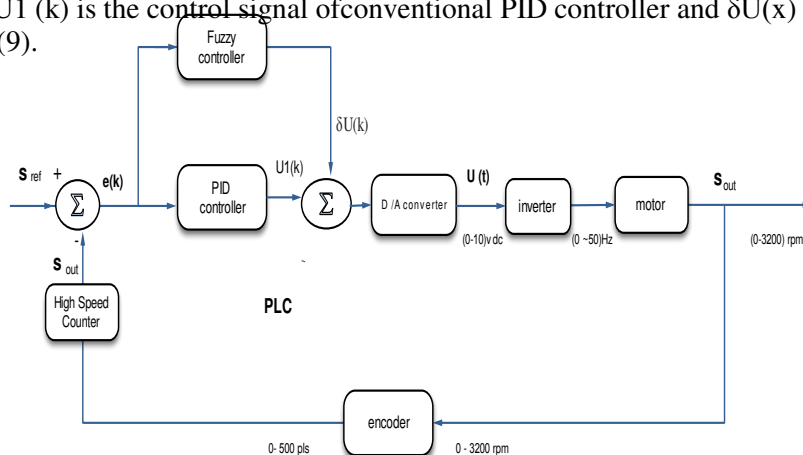 U1 (k) is the control signal ofconventional PID controller and δU(x)
(9).
Fuzzy
controller
δU(k)
S ref
+
e(k)
Σ
-
PID
controller
U1(k)
Σ
D /A converter
U (t)
(0-10)v dc
inverter
(0 ~50)Hz
motor
S out
(0-3200) rpm
S out
High Speed
Counter
PLC
encoder
0- 500 pls
0 - 3200 rpm